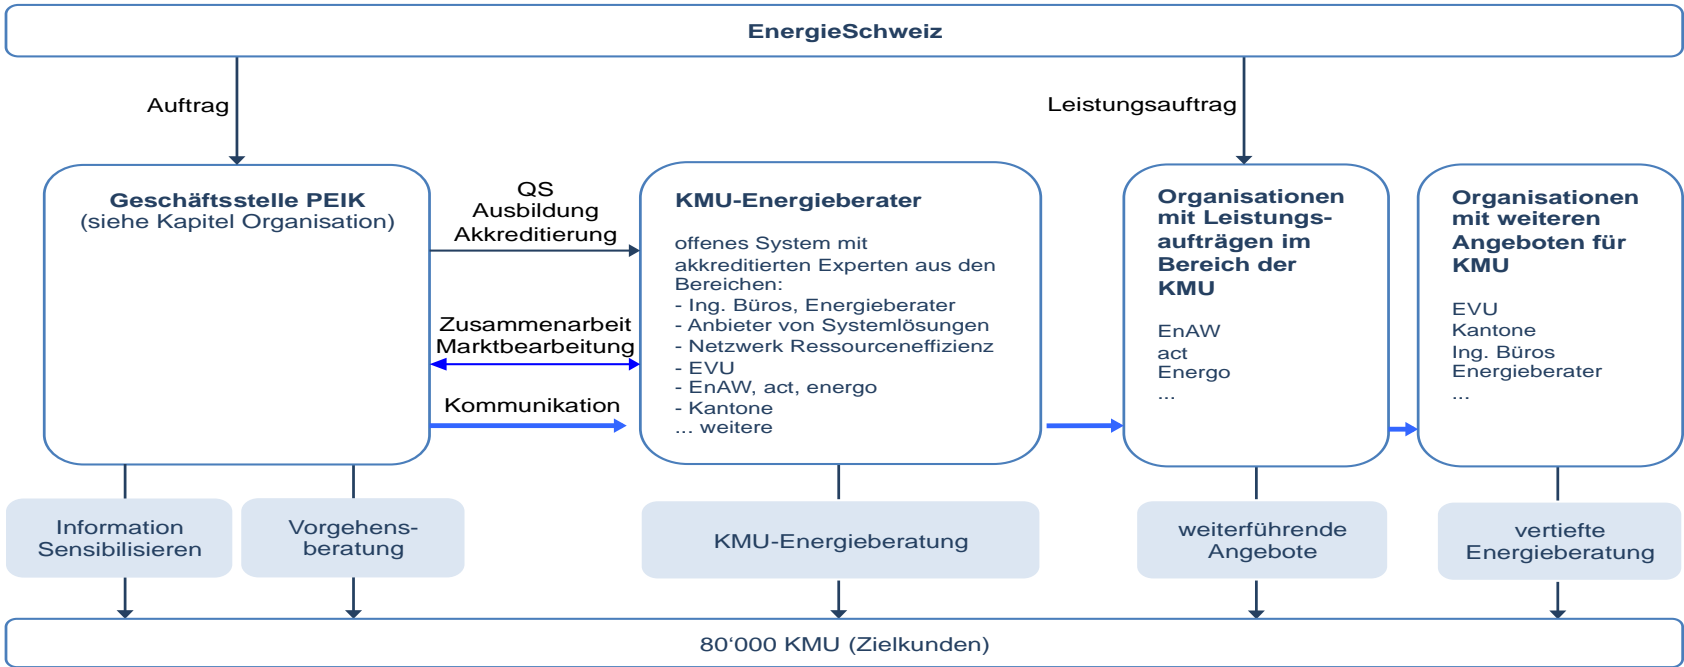 EnergieSchweiz
Auftrag
Leistungsauftrag
Geschäftsstelle PEIK
(siehe Kapitel Organisation)
QS
Ausbildung
Akkreditierung
Zusammenarbeit
Marktbearbeitung
Kommunikation
KMU-Energieberater
offenes System mit
akkreditierten Experten aus den
Bereichen:
- Ing. Büros, Energieberater
- Anbieter von Systemlösungen
- Netzwerk Ressourceneffizienz
- EVU
- EnAW, act, energo
- Kantone
... weitere
Organisationen
mit Leistungs-
aufträgen im
Bereich der
KMU
EnAW
act
Energo
...
Organisationen
mit weiteren
Angeboten für
KMU
EVU
Kantone
Ing. Büros
Energieberater
...
Information
Sensibilisieren
Vorgehens-
beratung
KMU-Energieberatung
weiterführende
Angebote
vertiefte
Energieberatung
80‘000 KMU (Zielkunden)